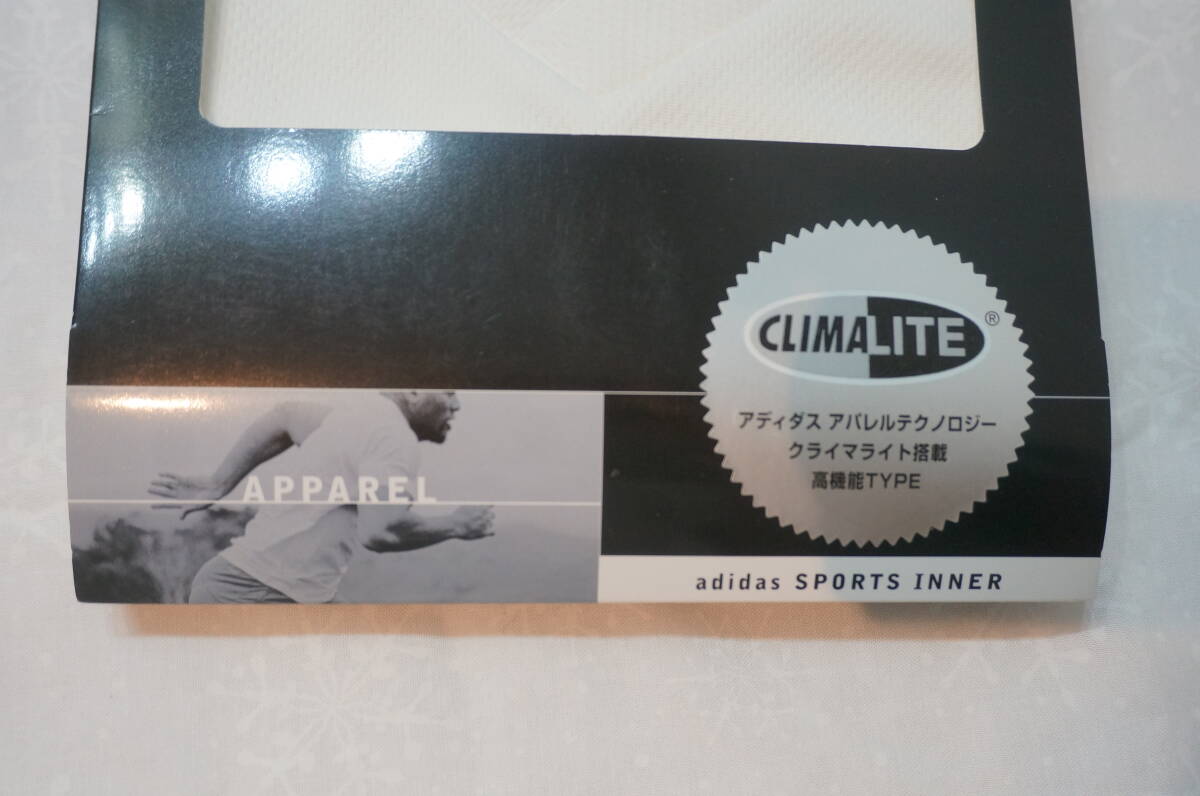 CLIMALITE®
アディダス アパレルテクノロジー
クライマライト搭載
高機能TYPE
APPAREL
adidas SPORTS INNER